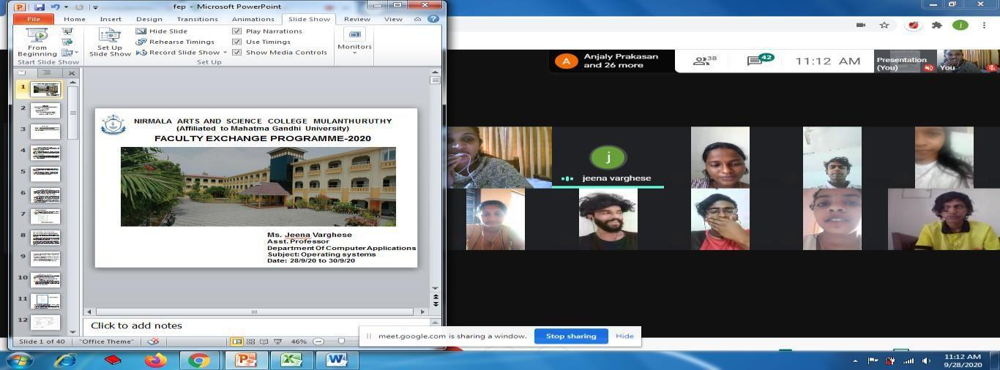 fep - Microsoft PowerPoint
File Home Insert Design Transitions Animations Slide Show Review View
From Beginning
Set Up Slide Show
Hide Slide
Rehearse Timings
Record Slide Show
Play Narrations
Use Timings
Show Media Controls
Monitors
Start Slide Show
Set Up
1
2
3
4
5
6
7
8
9
10
11
12
NIRMALA ARTS AND SCIENCE COLLEGE MULANTHURUTHY
(Affiliated to Mahatma Gandhi University)
FACULTY EXCHANGE PROGRAMME-2020
Ms. Jeena Varghese
Asst. Professor
Department Of Computer Applications
Subject: Operating systems
Date: 28/9/20 to 30/9/20
Click to add notes
Slide 1 of 40 "Office Theme" 46%
j
A
Anjaly Prakasan
and 26 more
38
42
11:12 AM
Presentation
(You)
You
j
jeena varghese
meet.google.com is sharing a window. Stop sharing Hide
11:12 AM
9/28/2020